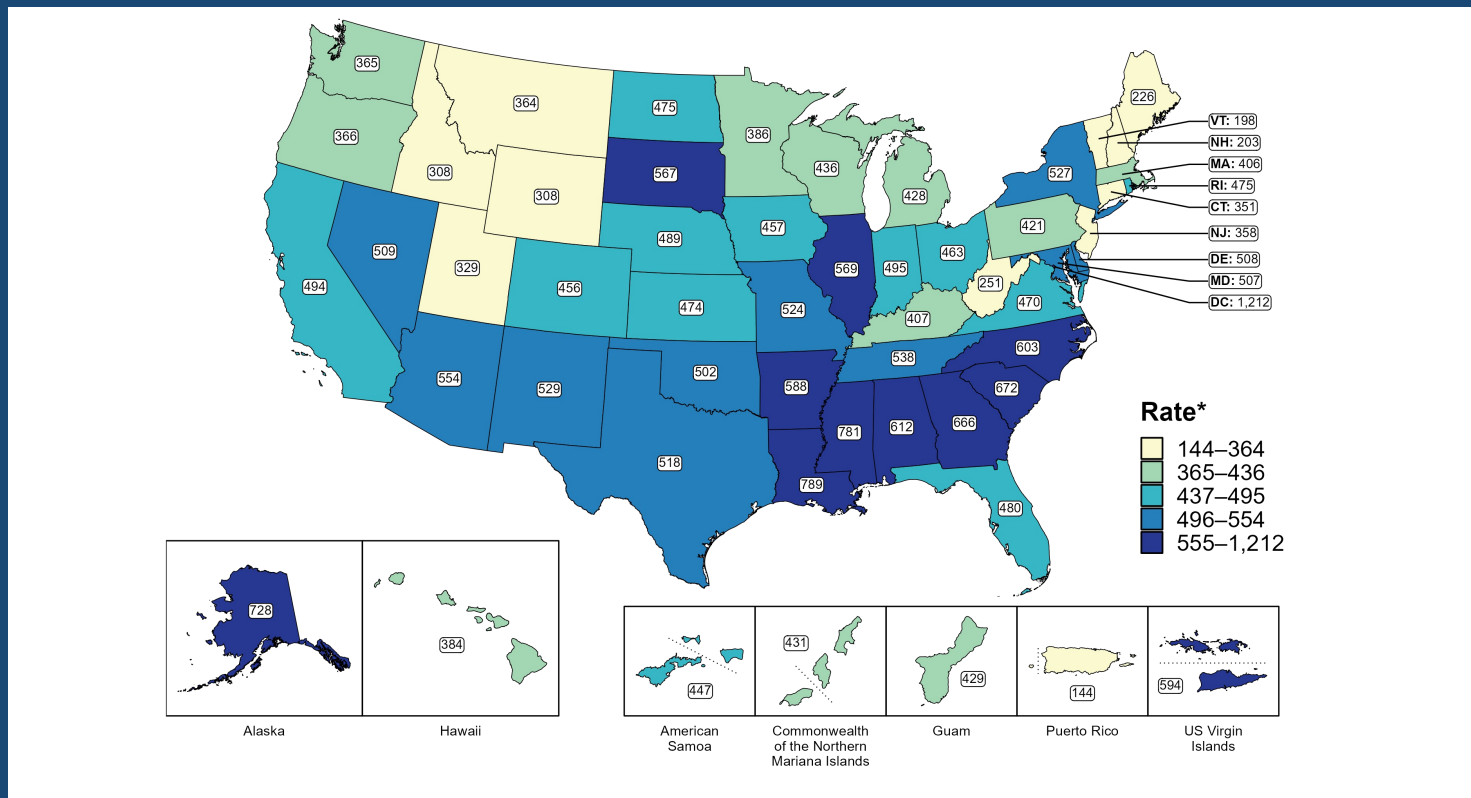 365
364
475
386
226
VT: 198
366
308
308
567
436
428
527
NH: 203
MA: 406
RI: 475
CT: 351
509
329
489
457
421
NJ: 358
494
456
474
569
495
463
251
470
DE: 508
MD: 507
DC: 1,212
524
407
554
529
502
588
538
603
672
518
781
612
666
789
480
Rate*
144–364
365–436
437–495
496–554
555–1,212
728
384
447
431
429
144
594
Alaska
Hawaii
American
Samoa
Commonwealth
of the Northern
Mariana Islands
Guam
Puerto Rico
US Virgin
Islands